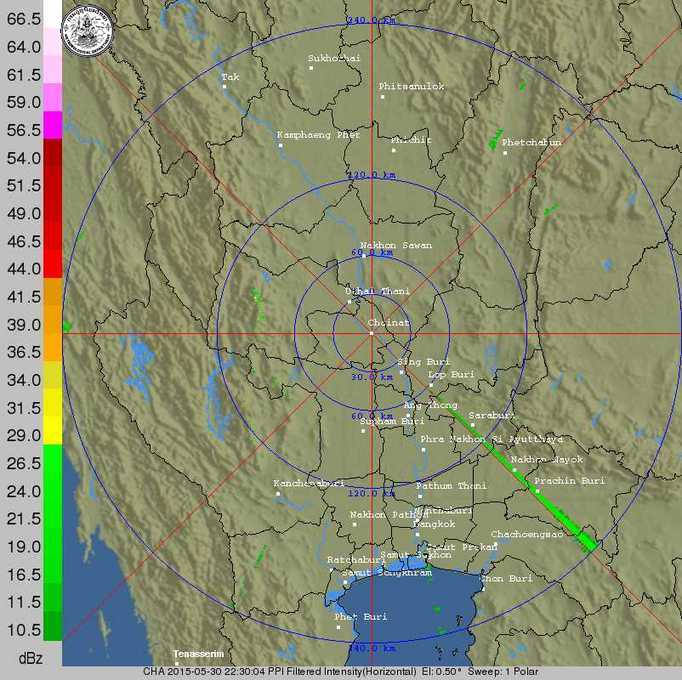 66.5
64.0
61.5
59.0
56.5
54.0
51.5
49.0
46.5
44.0
41.5
39.0
36.5
34.0
31.5
29.0
26.5
24.0
21.5
19.0
16.5
13.5
10.5
dBz
240.0 km
Sukhothai
Tak
Phitsanulok
Kamphaeng Phet
Phichit
Phetchabun
120.0 km
Nakhon Sawan
60.0 km
Uthai Thani
Chainat
Sing Buri
30.0 km
Lop Buri
Ang Thong
60.0 km
Suphan Buri
Saraburi
Phra Nakhon Si Ayutthaya
Nakhon Nayok
Prachin Buri
Kanchanaburi
Pathum Thani
120.0 km
Nonthaburi
Nakhon Pathom
Bangkok
Chachoengsao
Samut Prakan
Samut Sakhon
Ratchaburi
Samut Songkhram
Chon Buri
Phet Buri
240.0 km
Tenasserim
CHA 2015-05-30 22:30:04 PPI Filtered Intensity(Horizontal) El: 0.50° Sweep: 1 Polar